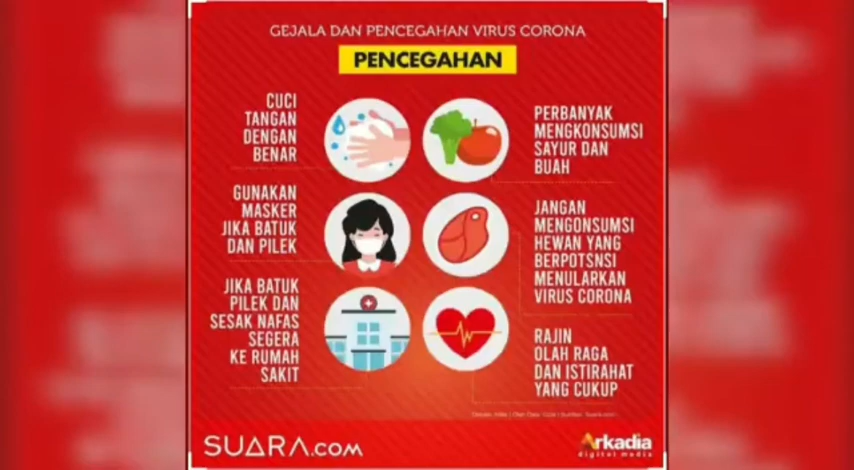 GEJALA DAN PENCEGAHAN VIRUS CORONA
PENCEGAHAN
CUCI
TANGAN
DENGAN
BENAR
PERBANYAK
MENGKONSUMSI
SAYUR DAN
BUAH
GUNAKAN
MASKER
JIKA BATUK
DAN PILEK
JANGAN
MENGONSUMSI
HEWAN YANG
BERPOTSNSI
MENULARKAN
VIRUS CORONA
JIKA BATUK
PILEK DAN
SESAK NAFAS
SEGERA
KE RUMAH
SAKIT
RAJIN
OLAH RAGA
DAN ISTIRAHAT
YANG CUKUP
SUARA.COM
Arkadia
digital media